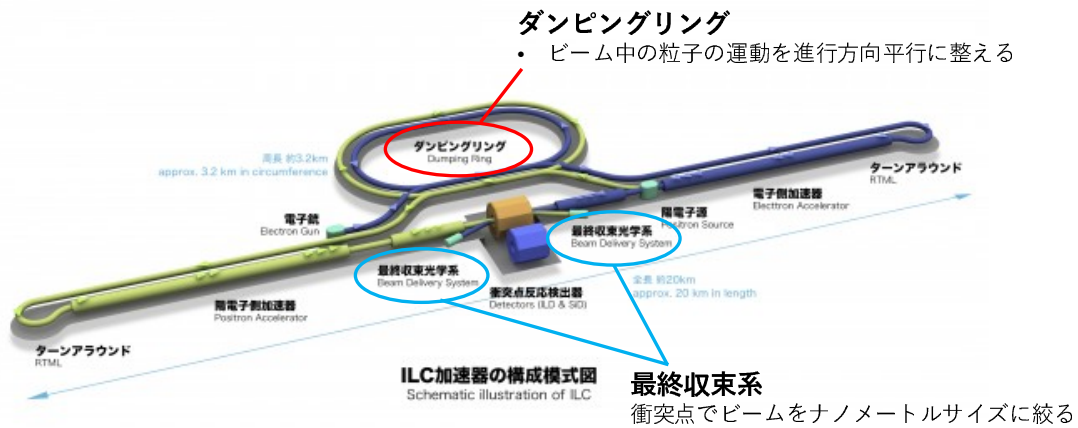 ダンピングリング
• ビーム中の粒子の運動を進行方向平行に整える
ダンピングリング
Dumping Ring
周長 約3.2km
approx. 3.2 km in circumference
ターンアラウンド
RTML
電子側加速器
Electtron Accelerator
陽電子源
Positron Source
電子銃
Electron Gun
最終収束光学系
Beam Delivery System
最終収束光学系
Beam Delivery System
衝突点反応検出器
Detectors (ILD & SiD)
全長 約20km
approx. 20 km in length
陽電子側加速器
Positron Accelerator
ターンアラウンド
RTML
ILC加速器の構成模式図
Schematic illustration of ILC
最終収束系
衝突点でビームをナノメートルサイズに絞る